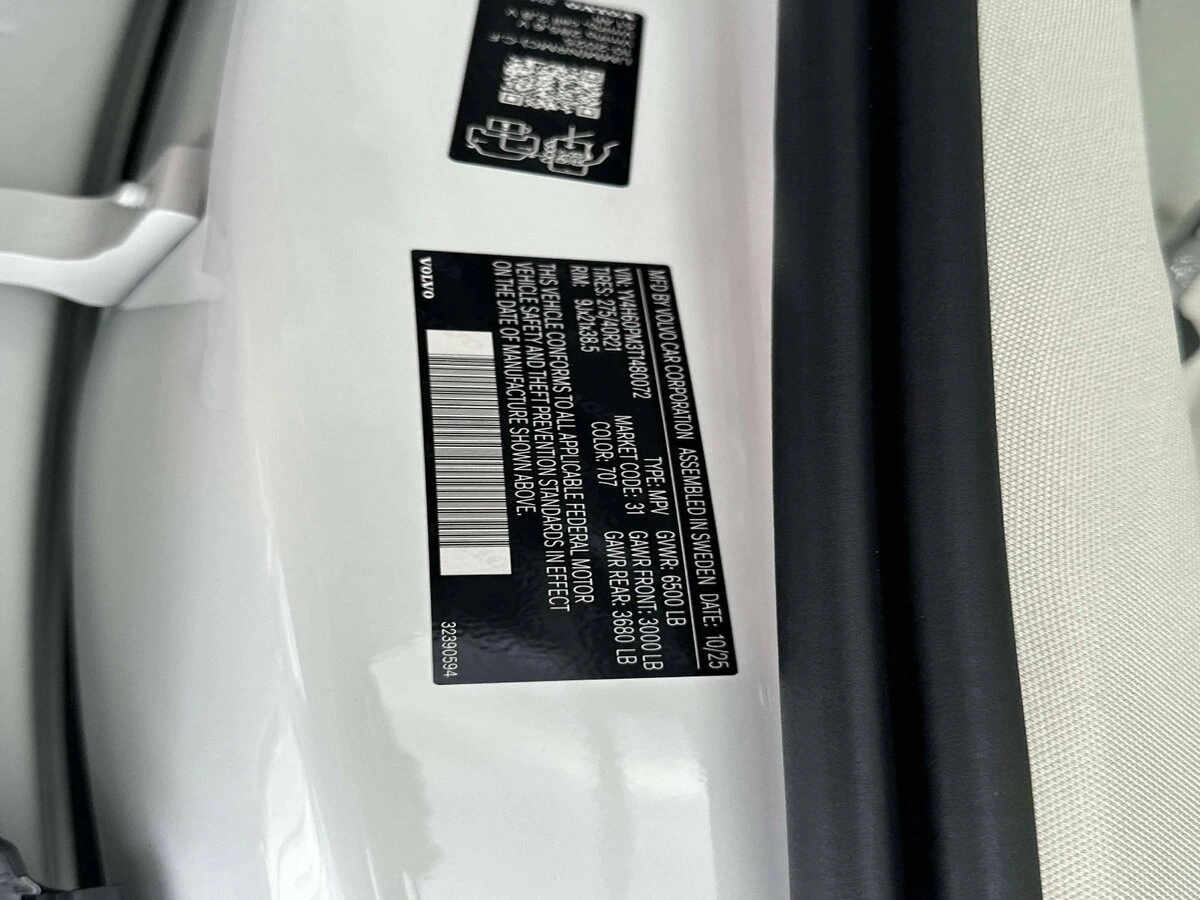 VOLVO
MFD BY VOLVO CAR CORPORATION ASSEMBLED IN SWEDEN DATE: 10/25
VIN: YV4H60PM3T1480072 TYPE: MPV GVWR: 6500 LB
TIRES: 275/40R21 MARKET CODE: 31 GAWR FRONT: 3000 LB
RIM: 9Jx21x38.5 COLOR: 707 GAWR REAR: 3680 LB
THIS VEHICLE CONFORMS TO ALL APPLICABLE FEDERAL MOTOR
VEHICLE SAFETY AND THEFT PREVENTION STANDARDS IN EFFECT
ON THE DATE OF MANUFACTURE SHOWN ABOVE.
VOLVO
32390594